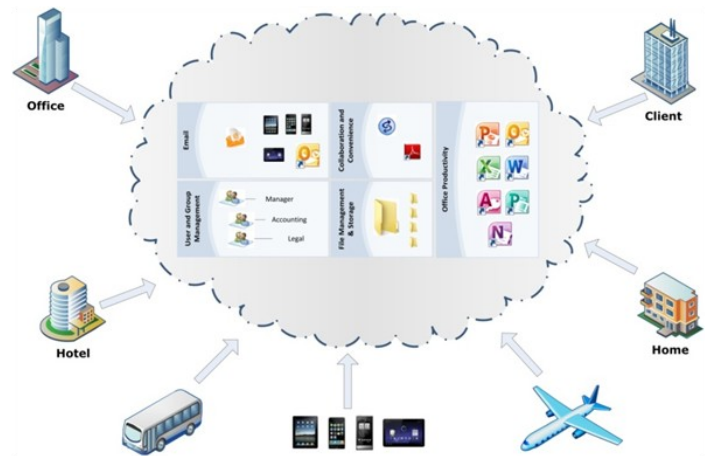 Office
Client
Email
Collaboration and
Convenience
Office Productivity
User and Group
Management
Manager
Accounting
Legal
File Management
& Storage
P
O
X
W
A
P
N
O
Hotel
Home